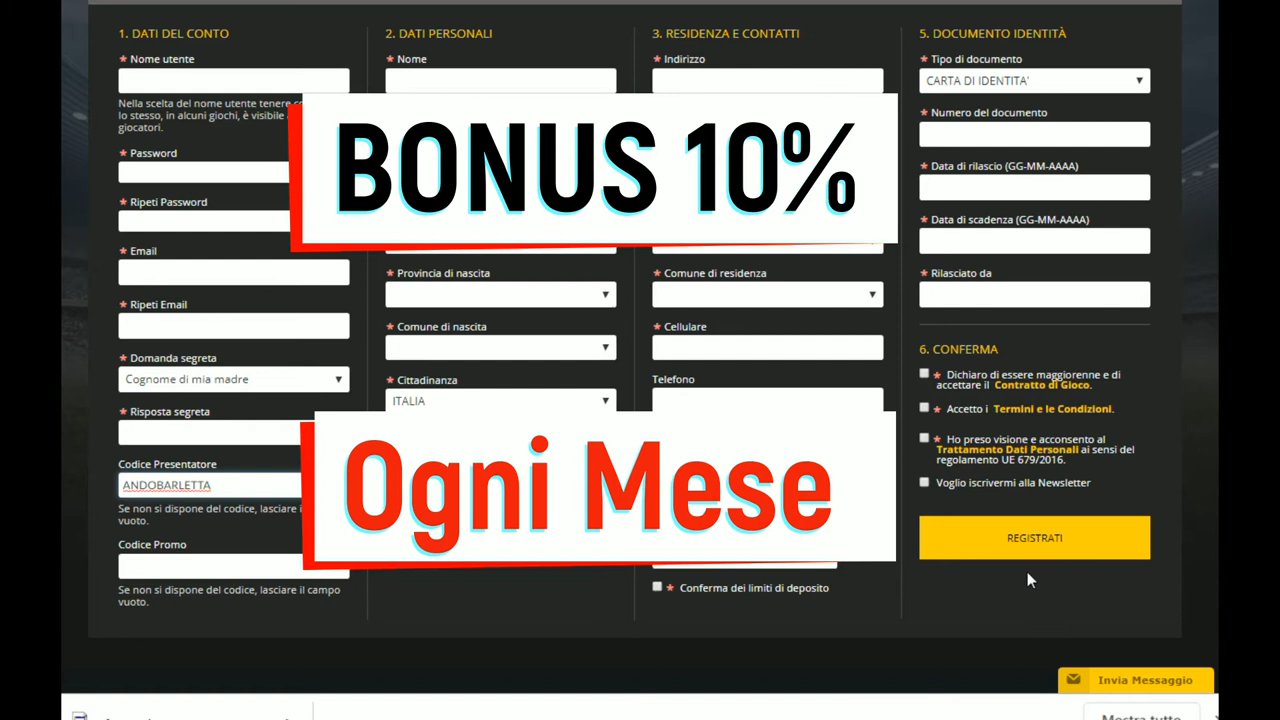 1. DATI DEL CONTO
* Nome utente
Nella scelta del nome utente tenere
lo stesso, in alcuni giochi, è visibile
giocatori.
* Password
* Ripeti Password
* Email
* Ripeti Email
* Domanda segreta
Cognome di mia madre
* Risposta segreta
Codice Presentatore
ANDOBARLETTA
Se non si dispone del codice, lasciare
vuoto.
Codice Promo
Se non si dispone del codice, lasciare il campo
vuoto.
2. DATI PERSONALI
* Nome
* Provincia di nascita
* Comune di nascita
* Cittadinanza
ITALIA
3. RESIDENZA E CONTATTI
* Indirizzo
* Comune di residenza
* Cellulare
Telefono
* Conferma dei limiti di deposito
5. DOCUMENTO IDENTITÀ
* Tipo di documento
CARTA DI IDENTITA'
* Numero del documento
* Data di rilascio (GG-MM-AAAA)
* Data di scadenza (GG-MM-AAAA)
* Rilasciato da
6. CONFERMA
* Dichiaro di essere maggiorenne e di
accettare il Contratto di Gioco.
* Accetto i Termini e le Condizioni.
* Ho preso visione e acconsento al
Trattamento Dati Personali ai sensi del
regolamento UE 679/2016.
Voglio iscrivermi alla Newsletter
REGISTRATI
BONUS 10%
Ogni Mese
Invia Messaggio
Mostra tutto